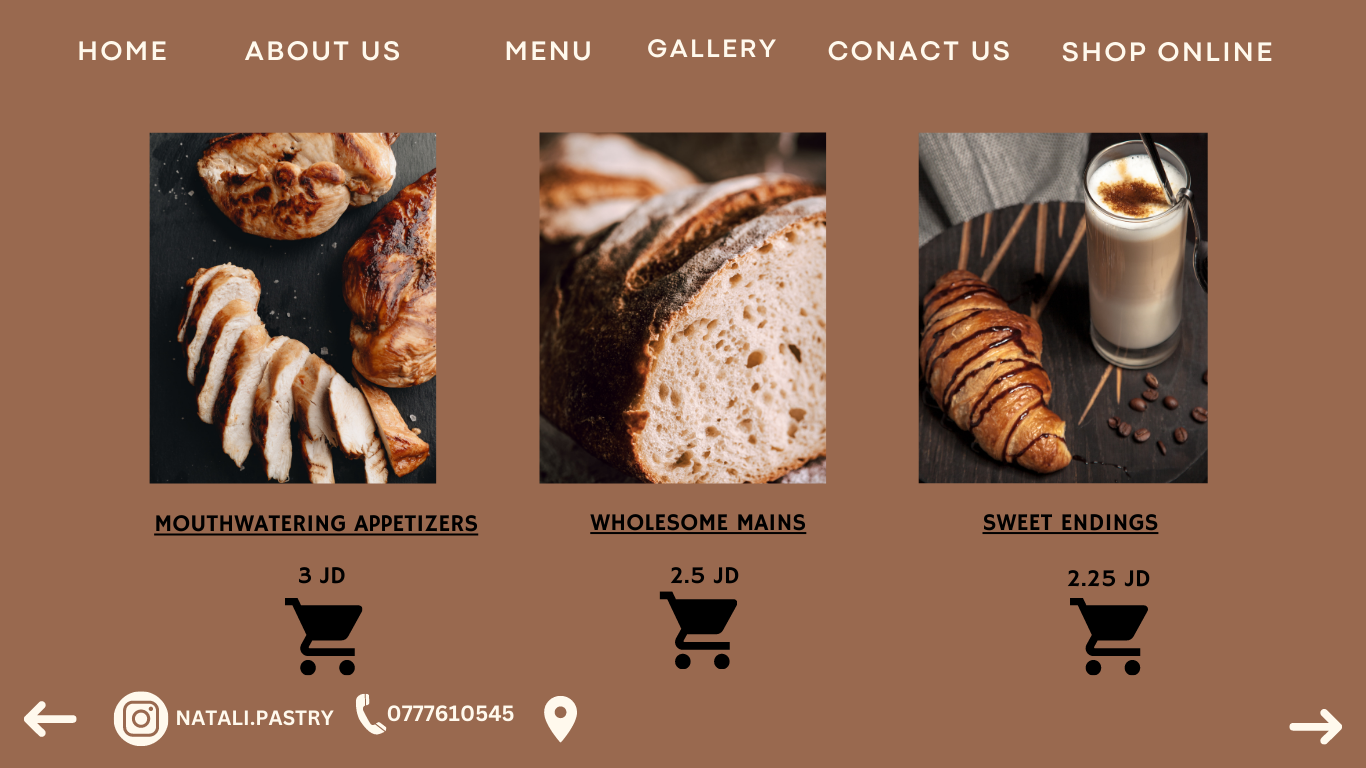 HOME ABOUT US MENU GALLERY CONACT US SHOP ONLINE
MOUTHWATERING APPETIZERS
3 JD
WHOLESOME MAINS
2.5 JD
SWEET ENDINGS
2.25 JD
NATALI.PASTRY 0777610545